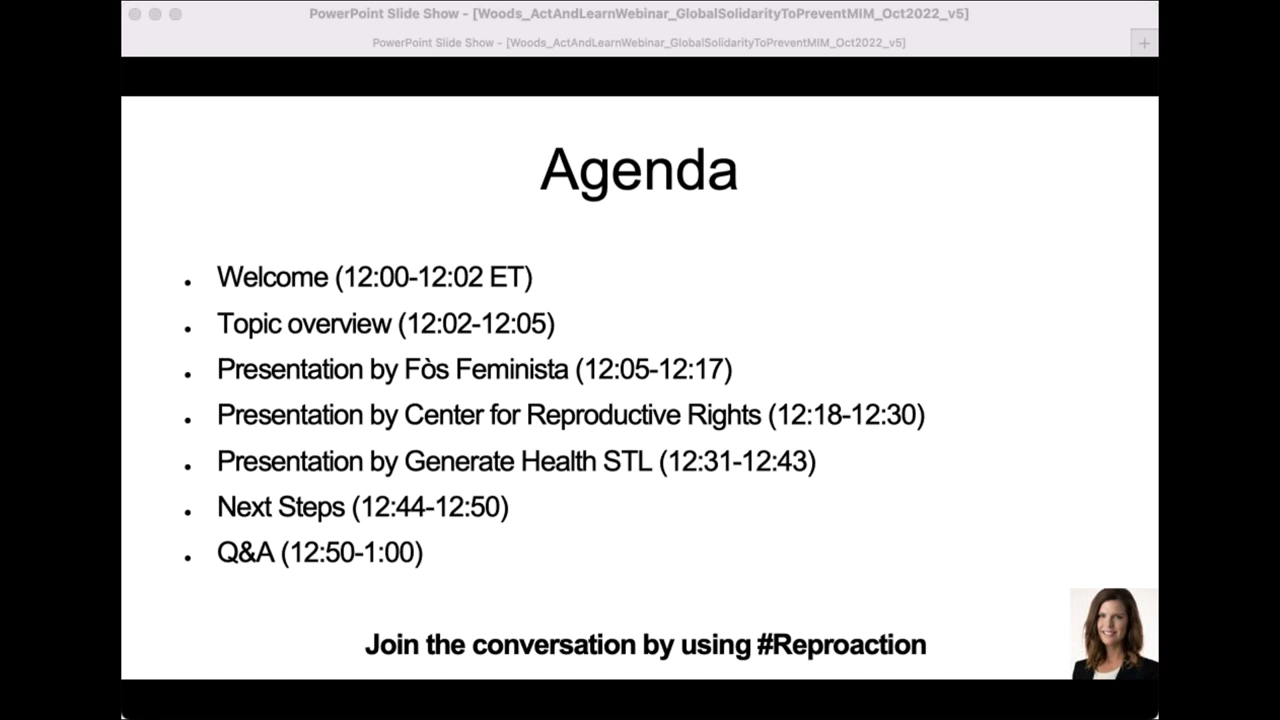 PowerPoint Slide Show - [Woods_ActAndLearnWebinar_GlobalSolidarityToPreventMIM_Oct2022_v5]
PowerPoint Slide Show - [Woods_ActAndLearnWebinar_GlobalSolidarityToPreventMIM_Oct2022_v5]
Agenda
• Welcome (12:00-12:02 ET)
• Topic overview (12:02-12:05)
• Presentation by Fòs Feminista (12:05-12:17)
• Presentation by Center for Reproductive Rights (12:18-12:30)
• Presentation by Generate Health STL (12:31-12:43)
• Next Steps (12:44-12:50)
• Q&A (12:50-1:00)
Join the conversation by using #Reproaction